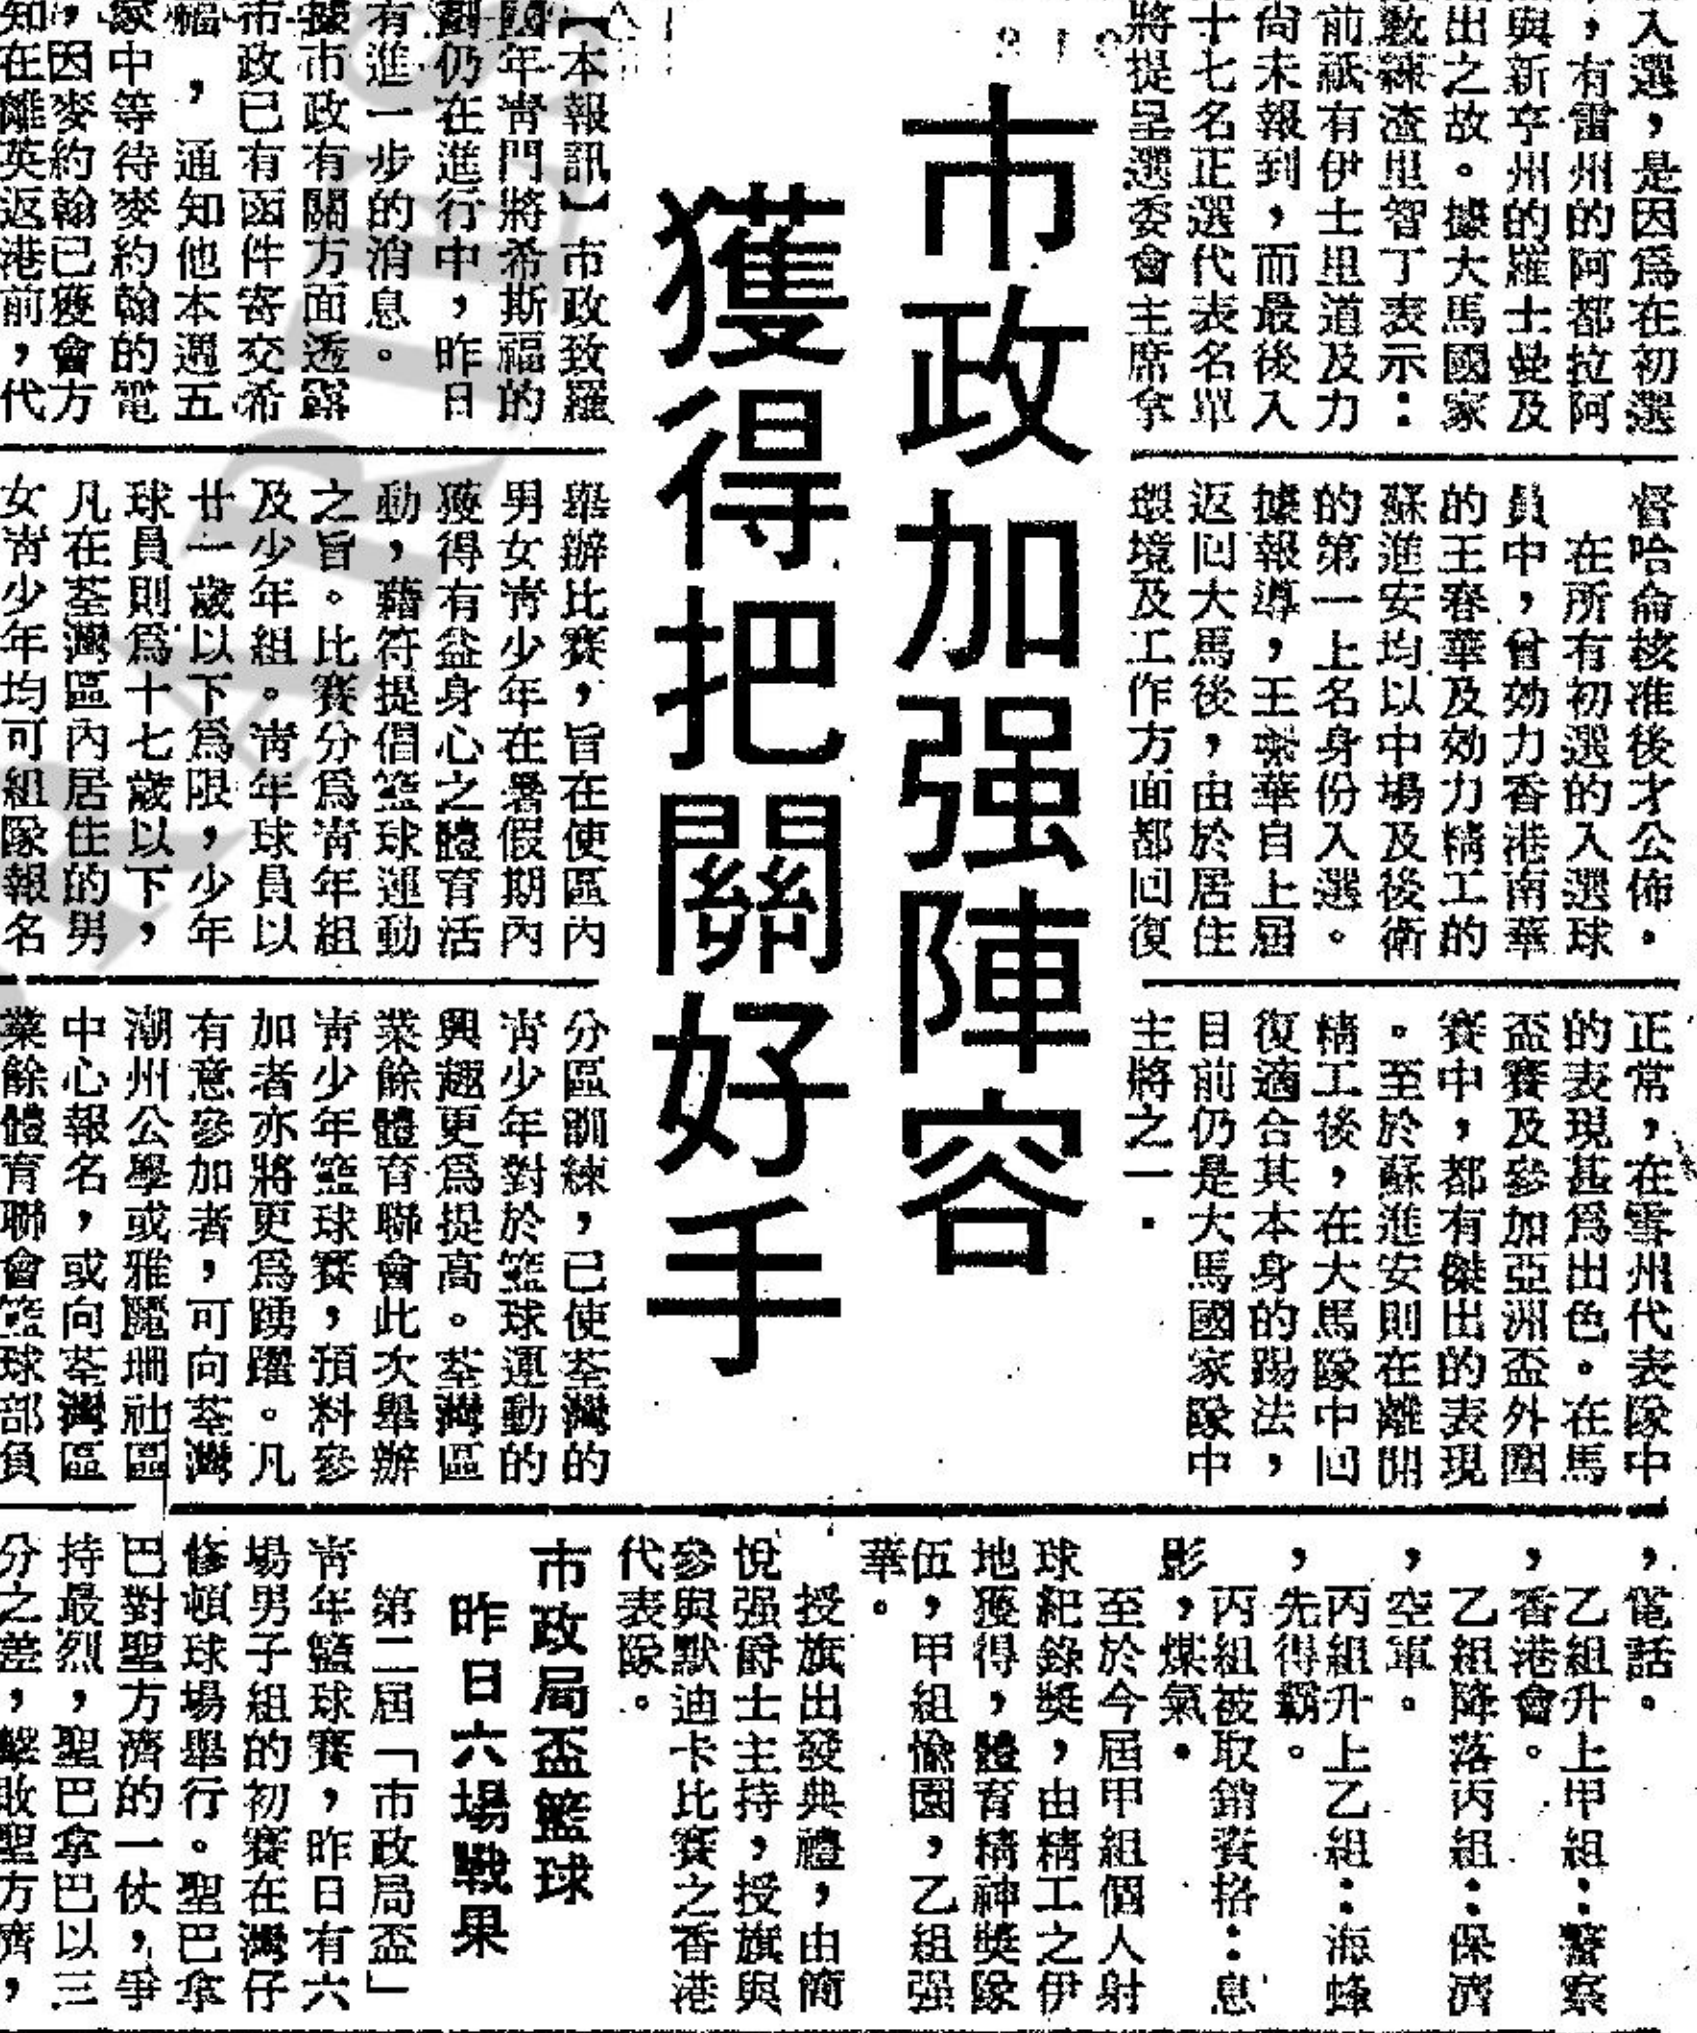 市政加强陣容
獲得把關好手
入選，是因爲在初選
，有雷州的阿都拉阿
與新亭州的羅士曼及
出之故。據大馬國家
數練渣里智丁表示：
前祇有伊士里道及力
尚未報到，而最後入
十七名正選代表名單
將提呈選委會主席拿
督哈侖核准後才公佈．
在所有初選的入選球
員中，曾効力香港南華
的王春華及効力精工的
蘇進安均以中場及後衛
的第一上名身份入選。
據報導，王春華自上屆
返回大馬後，由於居住
環境及工作方面都回復
正常，在雪州代表隊中
的表現甚爲出色。在馬
盃賽及參加亞洲盃外圍
賽中，都有傑出的表現
。至於蘇進安則在離開
精工後，在大馬隊中回
復適合其本身的踢法，
目前仍是大馬國家隊中
主將之一．
【本報訊】市政致羅
國年青門將希斯福的
劃仍在進行中，昨日
有進一步的消息。
據市政有關方面透露
市政已有函件寄交希
福，通知他本週五
家中等待麥約翰的電
，因麥約翰已獲會方
知在離英返港前，代
舉辦比賽，旨在使區內
男女青少年在暑假期內
獲得有益身心之體育活
動，藉符提倡籃球運動
之旨。比賽分爲青年組
及少年組。青年球員以
廿一歲以下爲限，少年
球員則爲十七歲以下，
凡在荃灣區內居住的男
女青少年均可組隊報名
分區訓練，已使荃灣的
青少年對於籃球運動的
興趣更爲提高。荃灣區
業餘體育聯會此次舉辦
青少年籃球賽，預料參
加者亦將更爲踴躍。凡
有意參加者，可向荃灣
潮州公學或雅麗珊社區
中心報名，或向荃灣區
業餘體育聯會籃球部負
，電話。
乙組升上甲組：警察
，香港會。
乙組降落丙組：保濟
，空軍。
丙組升上乙組：海蜂
，先得覇。
丙組被取銷資格：息
影，煤氣．
至於今屆甲組個人射
球紀錄獎，由精工之伊
地獲得，體育精神獎隊
伍，甲組愉園，乙組强
華。
授旗出發典禮，由簡
悅强爵士主持，授旗與
參與默迪卡比賽之香港
代表隊。
市政局盃籃球
昨日六場戰果
第二屆「市政局盃」
青年籃球賽，昨日有六
場男子組的初賽在灣仔
修頓球場舉行。聖巴拿
巴對聖方濟的一仗，爭
持最烈，聖巴拿巴以三
分之差，擊敗聖方濟，